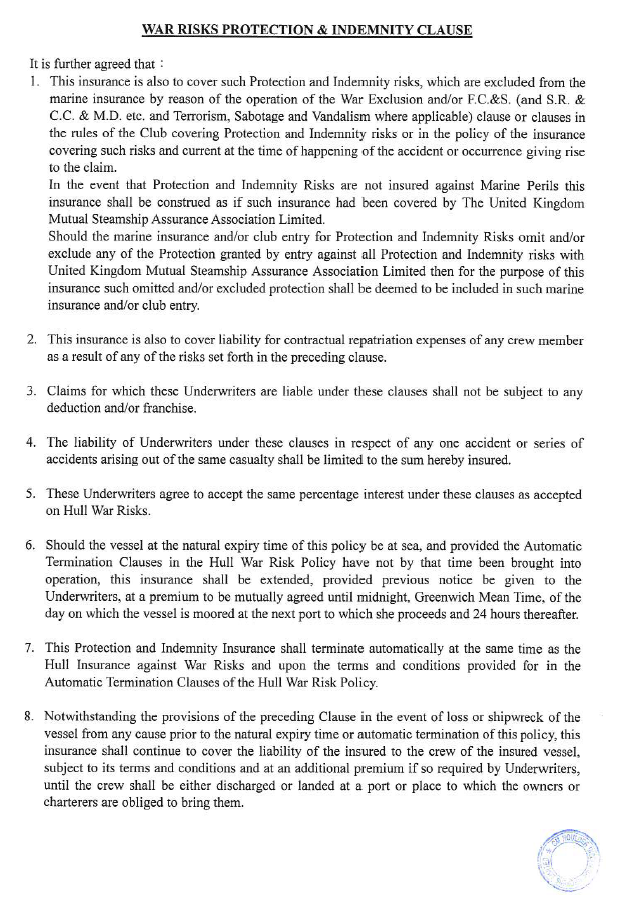 WAR RISKS PROTECTION & INDEMNITY CLAUSE
It is further agreed that :
1. This insurance is also to cover such Protection and Indemnity risks, which are excluded from the
marine insurance by reason of the operation of the War Exclusion and/or F.C.&S. (and S.R. &
C.C. & M.D. etc. and Terrorism, Sabotage and Vandalism where applicable) clause or clauses in
the rules of the Club covering Protection and Indemnity risks or in the policy of the insurance
covering such risks and current at the time of happening of the accident or occurrence giving rise
to the claim.
In the event that Protection and Indemnity Risks are not insured against Marine Perils this
insurance shall be construed as if such insurance had been covered by The United Kingdom
Mutual Steamship Assurance Association Limited.
Should the marine insurance and/or club entry for Protection and Indemnity Risks omit and/or
exclude any of the Protection granted by entry against all Protection and Indemnity risks with
United Kingdom Mutual Steamship Assurance Association Limited then for the purpose of this
insurance such omitted and/or excluded protection shall be deemed to be included in such marine
insurance and/or club entry.
2. This insurance is also to cover liability for contractual repatriation expenses of any crew member
as a result of any of the risks set forth in the preceding clause.
3. Claims for which these Underwriters are liable under these clauses shall not be subject to any
deduction and/or franchise.
4. The liability of Underwriters under these clauses in respect of any one accident or series of
accidents arising out of the same casualty shall be limited to the sum hereby insured.
5. These Underwriters agree to accept the same percentage interest under these clauses as accepted
on Hull War Risks.
6. Should the vessel at the natural expiry time of this policy be at sea, and provided the Automatic
Termination Clauses in the Hull War Risk Policy have not by that time been brought into
operation, this insurance shall be extended, provided previous notice be given to the
Underwriters, at a premium to be mutually agreed until midnight, Greenwich Mean Time, of the
day on which the vessel is moored at the next port to which she proceeds and 24 hours thereafter.
7. This Protection and Indemnity Insurance shall terminate automatically at the same time as the
Hull Insurance against War Risks and upon the terms and conditions provided for in the
Automatic Termination Clauses of the Hull War Risk Policy.
8. Notwithstanding the provisions of the preceding Clause in the event of loss or shipwreck of the
vessel from any cause prior to the natural expiry time or automatic termination of this policy, this
insurance shall continue to cover the liability of the insured to the crew of the insured vessel,
subject to its terms and conditions and at an additional premium if so required by Underwriters,
until the crew shall be either discharged or landed at a port or place to which the owners or
charterers are obliged to bring them.